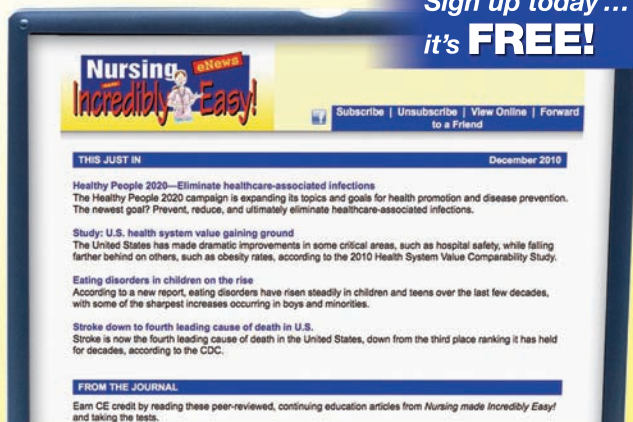 Sign up today...
it's FREE!
Nursing eNews
made
Incredibly Easy!
Subscribe | Unsubscribe | View Online | Forward
to a Friend
THIS JUST IN December 2010
Healthy People 2020—Eliminate healthcare-associated infections
The Healthy People 2020 campaign is expanding its topics and goals for health promotion and disease prevention.
The newest goal? Prevent, reduce, and ultimately eliminate healthcare-associated infections.
Study: U.S. health system value gaining ground
The United States has made dramatic improvements in some critical areas, such as hospital safety, while falling
farther behind on others, such as obesity rates, according to the 2010 Health System Value Comparability Study.
Eating disorders in children on the rise
According to a new report, eating disorders have risen steadily in children and teens over the last few decades,
with some of the sharpest increases occurring in boys and minorities.
Stroke down to fourth leading cause of death in U.S.
Stroke is now the fourth leading cause of death in the United States, down from the third place ranking it has held
for decades, according to the CDC.
FROM THE JOURNAL
Earn CE credit by reading these peer-reviewed, continuing education articles from Nursing made Incredibly Easy!
and taking the tests.